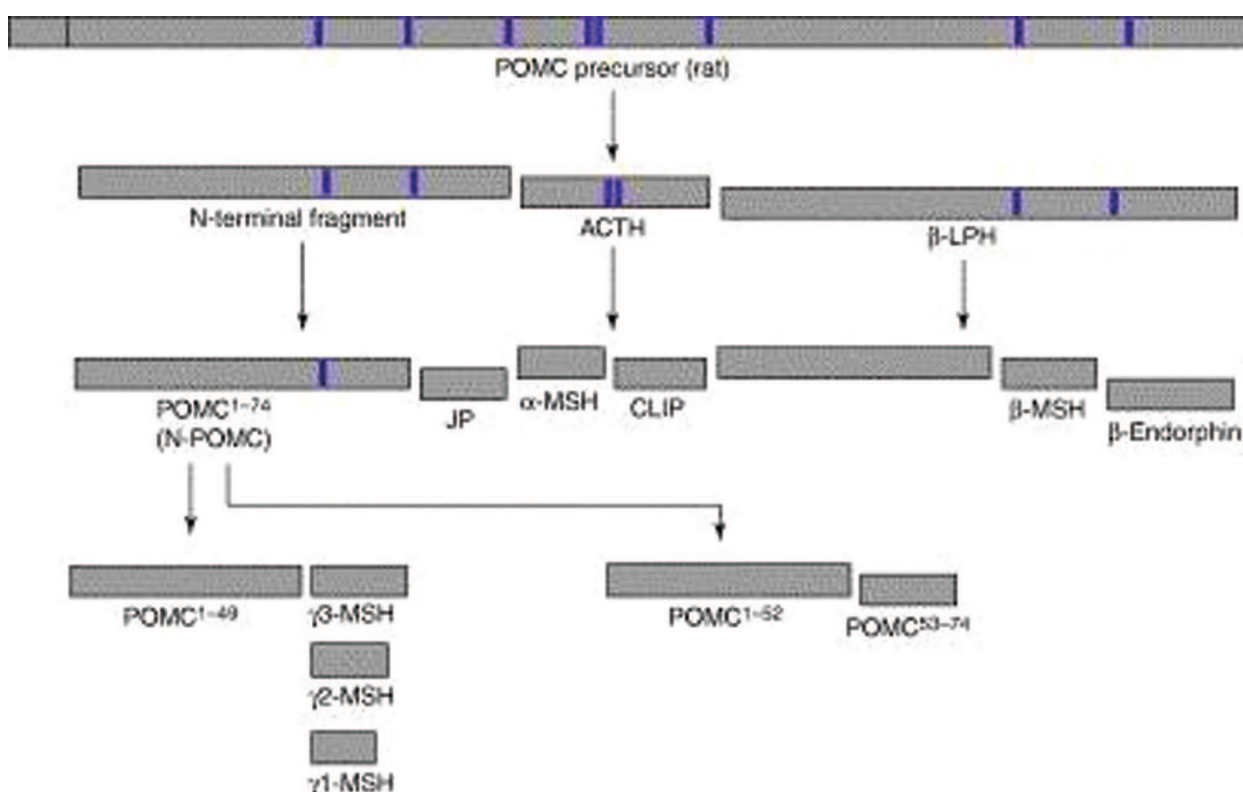 POMC precursor (rat)
N-terminal fragment
ACTH
β-LPH
POMC¹⁻⁷⁴
(N-POMC)
JP
α-MSH
CLIP
β-MSH
β-Endorphin
POMC¹⁻⁴⁹
γ3-MSH
POMC¹⁻⁵²
POMC⁵³⁻⁷⁴
γ2-MSH
γ1-MSH